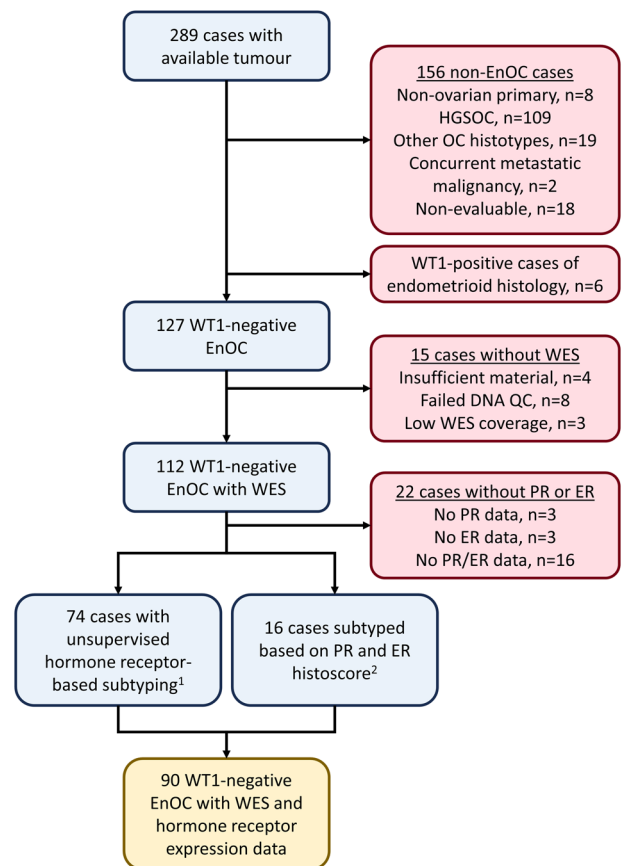 289 cases with
available tumour
156 non-EnOC cases
Non-ovarian primary, n=8
HGSOC, n=109
Other OC histotypes, n=19
Concurrent metastatic
malignancy, n=2
Non-evaluable, n=18
WT1-positive cases of
endometrioid histology, n=6
127 WT1-negative
EnOC
15 cases without WES
Insufficient material, n=4
Failed DNA QC, n=8
Low WES coverage, n=3
112 WT1-negative
EnOC with WES
22 cases without PR or ER
No PR data, n=3
No ER data, n=3
No PR/ER data, n=16
74 cases with
unsupervised
hormone receptor-
based subtyping¹
16 cases subtyped
based on PR and ER
histoscore²
90 WT1-negative
EnOC with WES and
hormone receptor
expression data